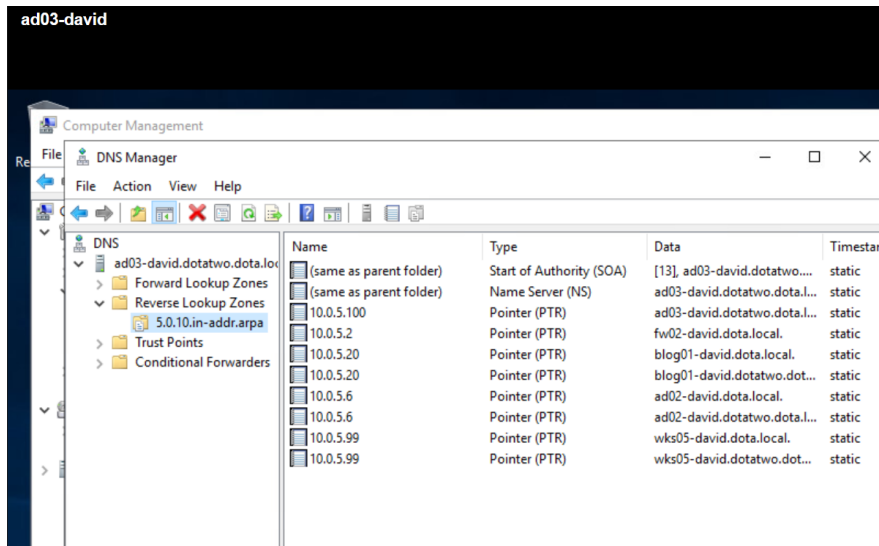 ad03-david
Computer Management
Re File
DNS Manager
File Action View Help
DNS
ad03-david.dotatwo.dota.loc
Forward Lookup Zones
Reverse Lookup Zones
5.0.10.in-addr.arpa
Trust Points
Conditional Forwarders
Name Type Data Timestar
(same as parent folder) Start of Authority (SOA) [13], ad03-david.dotatwo.... static
(same as parent folder) Name Server (NS) ad03-david.dotatwo.dota.l... static
10.0.5.100 Pointer (PTR) ad03-david.dotatwo.dota.l... static
10.0.5.2 Pointer (PTR) fw02-david.dota.local. static
10.0.5.20 Pointer (PTR) blog01-david.dota.local. static
10.0.5.20 Pointer (PTR) blog01-david.dotatwo.dot... static
10.0.5.6 Pointer (PTR) ad02-david.dota.local. static
10.0.5.6 Pointer (PTR) ad02-david.dotatwo.dota.l... static
10.0.5.99 Pointer (PTR) wks05-david.dota.local. static
10.0.5.99 Pointer (PTR) wks05-david.dotatwo.dot... static